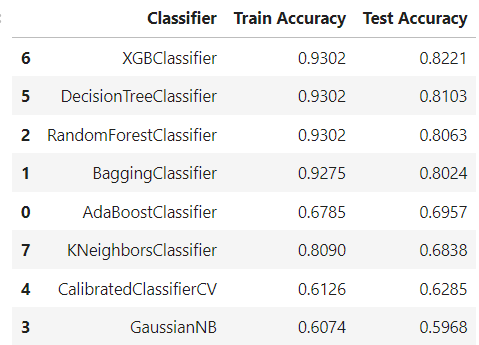 Classifier Train Accuracy Test Accuracy
6 XGBClassifier 0.9302 0.8221
5 DecisionTreeClassifier 0.9302 0.8103
2 RandomForestClassifier 0.9302 0.8063
1 BaggingClassifier 0.9275 0.8024
0 AdaBoostClassifier 0.6785 0.6957
7 KNeighborsClassifier 0.8090 0.6838
4 CalibratedClassifierCV 0.6126 0.6285
3 GaussianNB 0.6074 0.5968